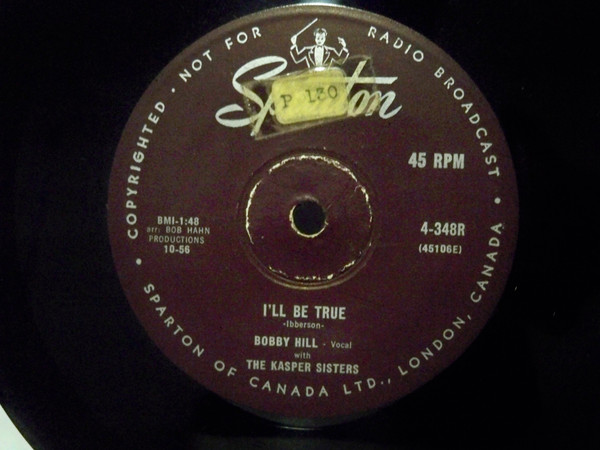 COPYRIGHTED • NOT FOR RADIO BROADCAST •
Sparton
P 130
45 RPM
BMI-1:48
arr: BOB HAHN
PRODUCTIONS
10-56
4-348R
(45106E)
I'LL BE TRUE
-Ibberson-
BOBBY HILL - Vocal
with
THE KASPER SISTERS
• SPARTON OF CANADA LTD., LONDON, CANADA